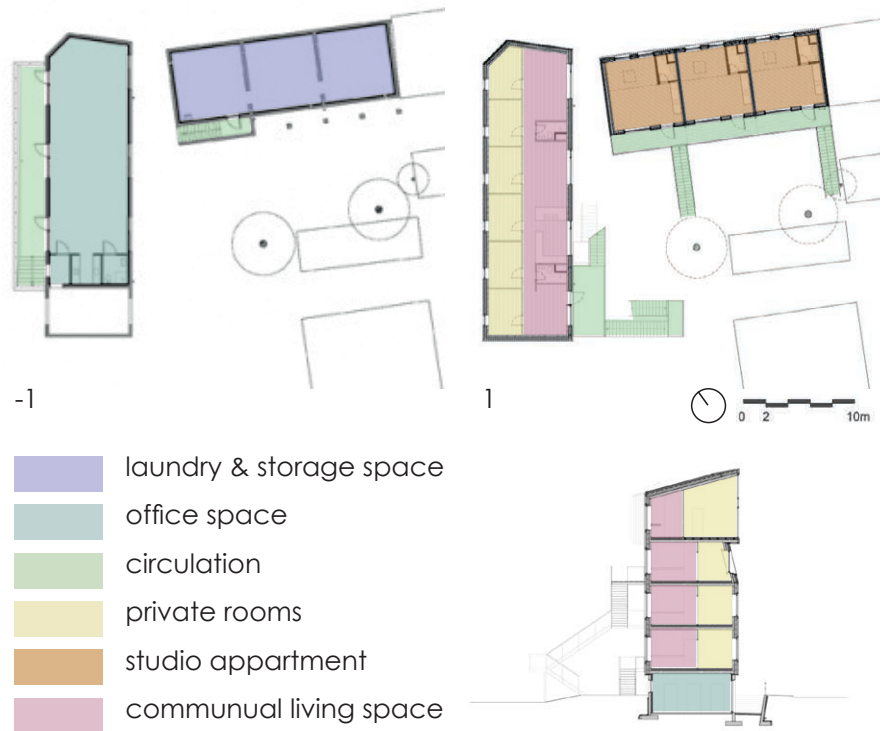 -1
1
0 2 10m
laundry & storage space
office space
circulation
private rooms
studio appartment
communual living space